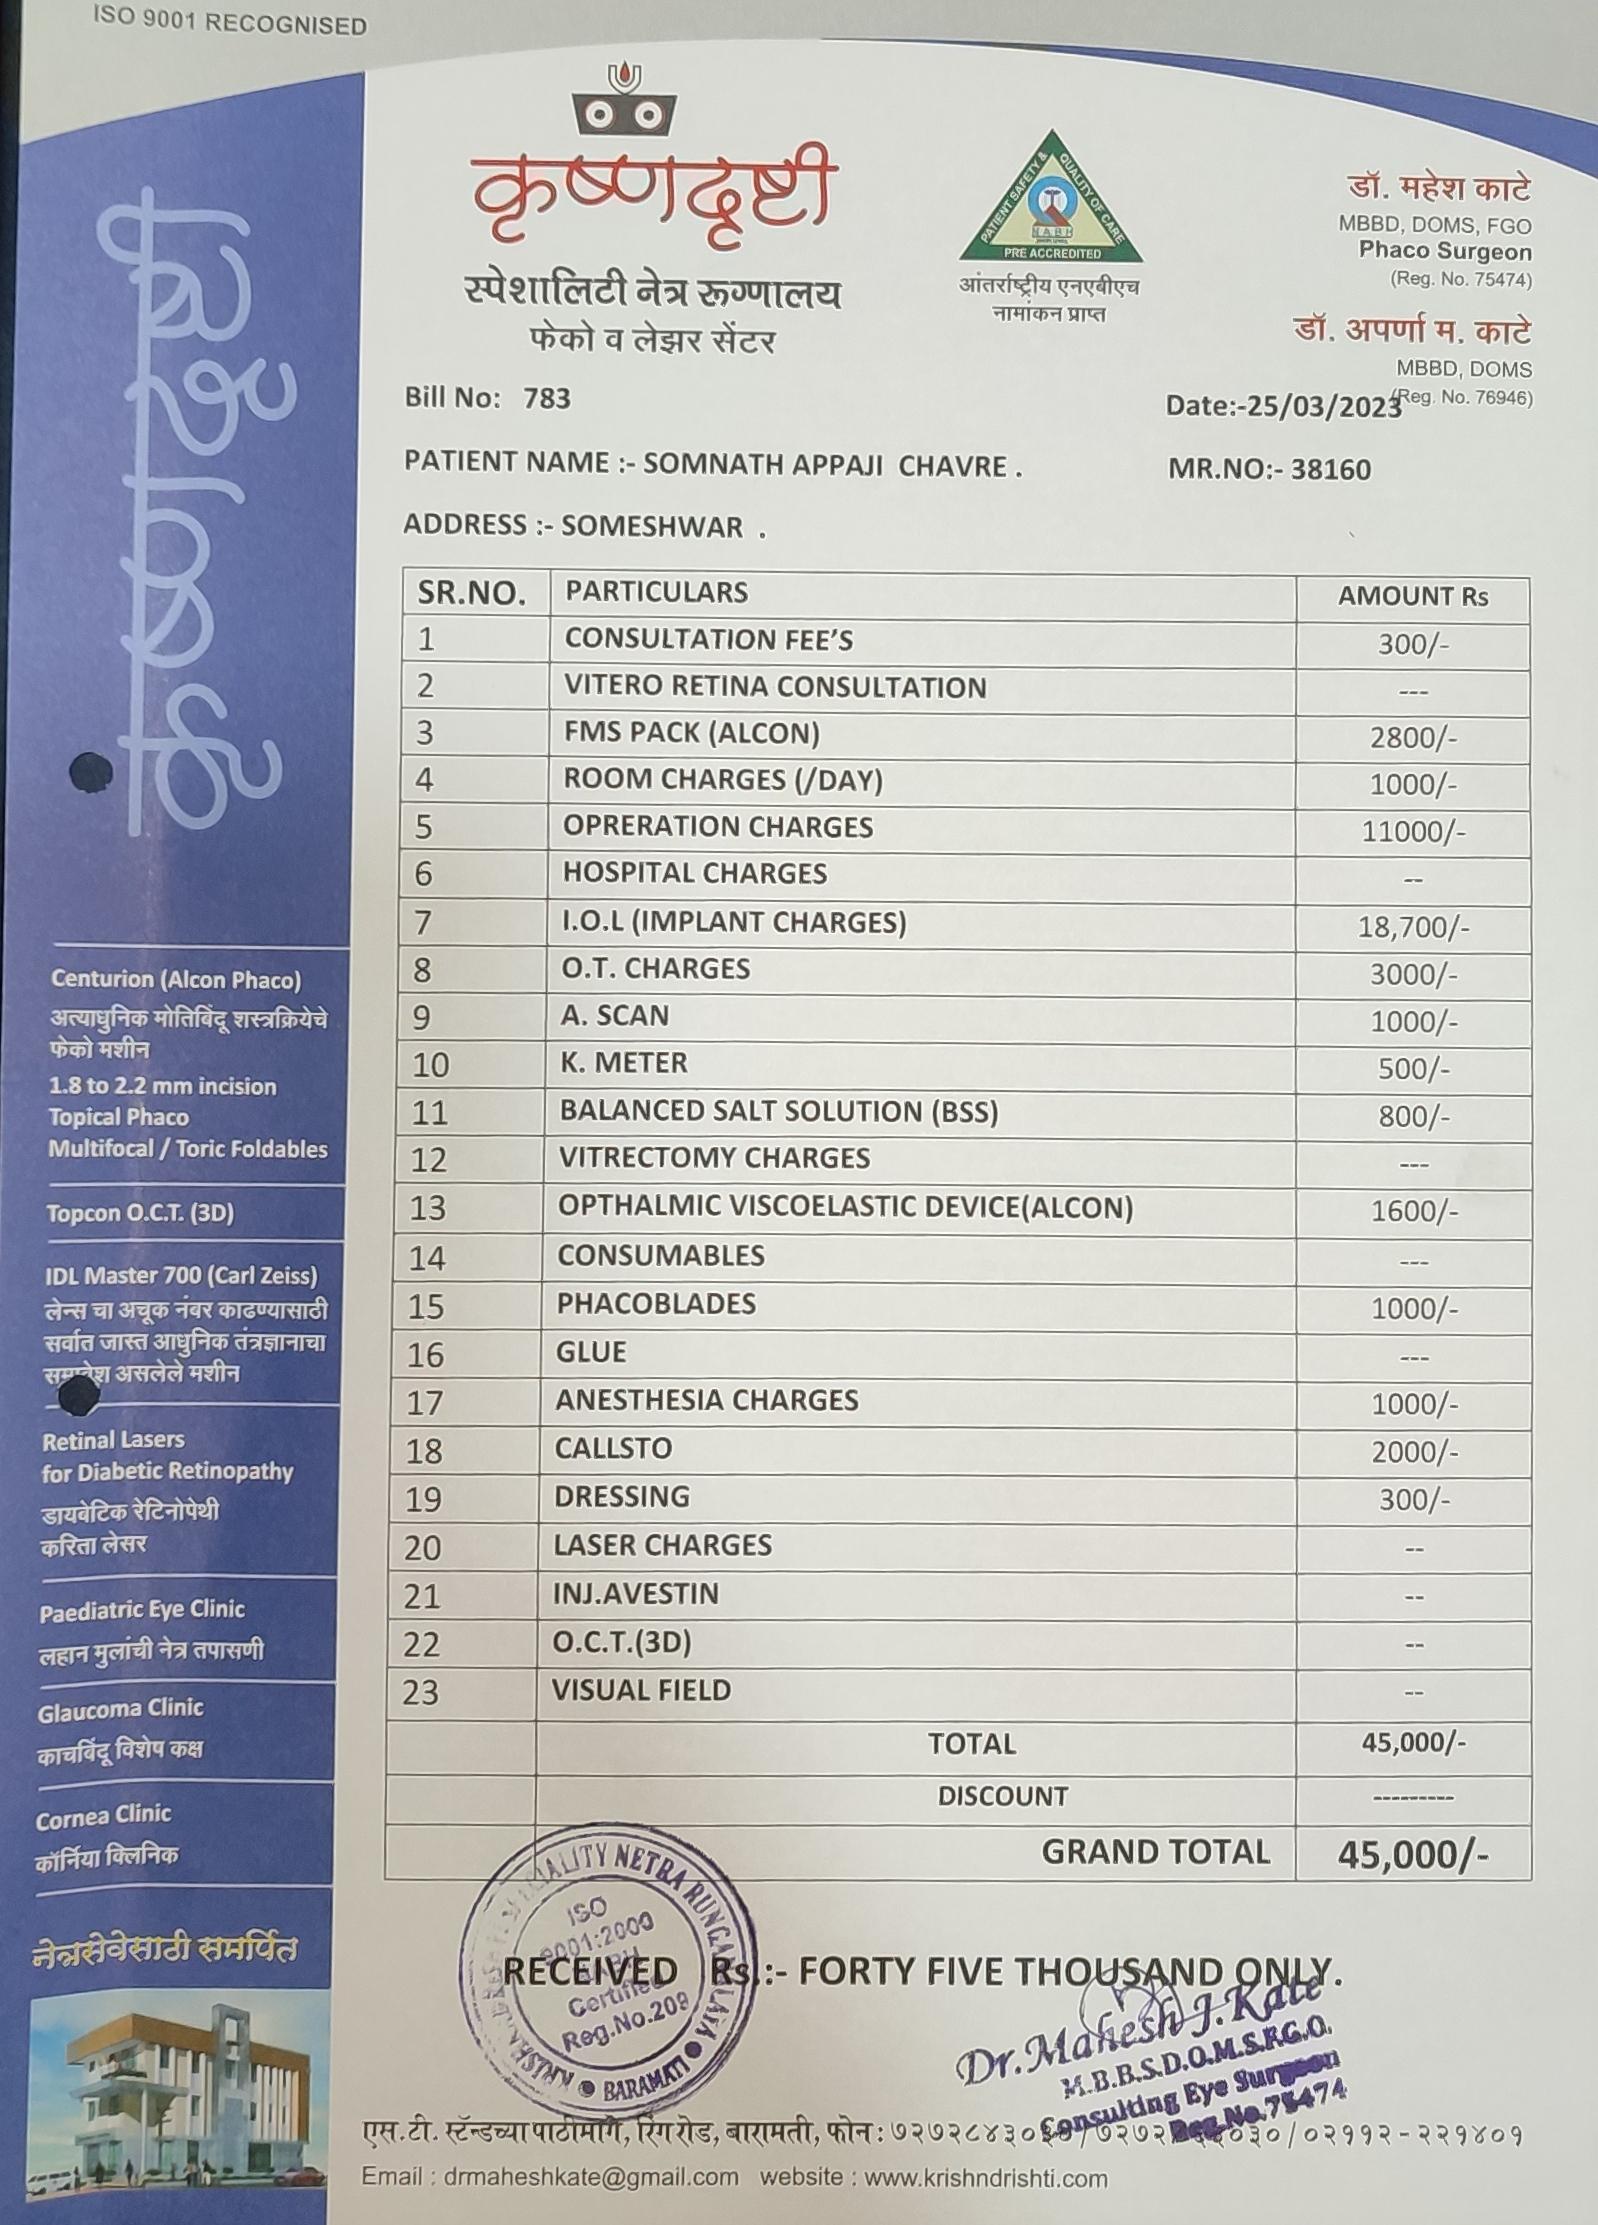 ISO 9001 RECOGNISED
कृष्णदृष्टी
कृष्णदृष्टी
स्पेशालिटी नेत्र रूग्णालय
फेको व लेझर सेंटर
PATIENT SAFETY & QUALITY OF CARE
N.A.B.H
PRE ACCREDITED
आंतर्राष्ट्रीय एनएबीएच
नामांकन प्राप्त
डॉ. महेश काटे
MBBD, DOMS, FGO
Phaco Surgeon
(Reg. No. 75474)
डॉ. अपर्णा म. काटे
MBBD, DOMS
(Reg. No. 76946)
Bill No: 783
Date:-25/03/2023
PATIENT NAME :- SOMNATH APPAJI CHAVRE .
MR.NO:- 38160
ADDRESS :- SOMESHWAR .
SR.NO. PARTICULARS AMOUNT Rs
1 CONSULTATION FEE’S 300/-
2 VITERO RETINA CONSULTATION ---
3 FMS PACK (ALCON) 2800/-
4 ROOM CHARGES (/DAY) 1000/-
5 OPRERATION CHARGES 11000/-
6 HOSPITAL CHARGES --
7 I.O.L (IMPLANT CHARGES) 18,700/-
8 O.T. CHARGES 3000/-
9 A. SCAN 1000/-
10 K. METER 500/-
11 BALANCED SALT SOLUTION (BSS) 800/-
12 VITRECTOMY CHARGES ---
13 OPTHALMIC VISCOELASTIC DEVICE(ALCON) 1600/-
14 CONSUMABLES ---
15 PHACOBLADES 1000/-
16 GLUE ---
17 ANESTHESIA CHARGES 1000/-
18 CALLSTO 2000/-
19 DRESSING 300/-
20 LASER CHARGES --
21 INJ.AVESTIN --
22 O.C.T.(3D) --
23 VISUAL FIELD --
TOTAL 45,000/-
DISCOUNT ---------
GRAND TOTAL 45,000/-
RECEIVED Rs.:- FORTY FIVE THOUSAND ONLY.
NETRA RUNGANALAYA
BARAMATI
ISO
9001:2000
Certified
Reg.No.209
Dr.Mahesh J.Kate
M.B.B.S.D.O.M.S.F.G.O.
Consulting Eye Surgeon
Reg.No.75474
Centurion (Alcon Phaco)
अत्याधुनिक मोतिबिंदू शस्त्रक्रियेचे
फेको मशीन
1.8 to 2.2 mm incision
Topical Phaco
Multifocal / Toric Foldables
Topcon O.C.T. (3D)
IDL Master 700 (Carl Zeiss)
लेन्स चा अचूक नंबर काढण्यासाठी
सर्वात जास्त आधुनिक तंत्रज्ञानाचा
असलेले मशीन
Retinal Lasers
for Diabetic Retinopathy
डायबेटिक रेटिनोपेथी
करिता लेसर
Paediatric Eye Clinic
लहान मुलांची नेत्र तपासणी
Glaucoma Clinic
काचबिंदू विशेष कक्ष
Cornea Clinic
कॉर्निया क्लिनिक
नेत्रसेवेसाठी समर्पित
एस.टी. स्टॅन्डच्या पाठीमागे, रिंग रोड, बारामती, फोन : / ०२११२-२२१४०१
Email : drmaheshkate@gmail.com website : www.krishndrishti.com